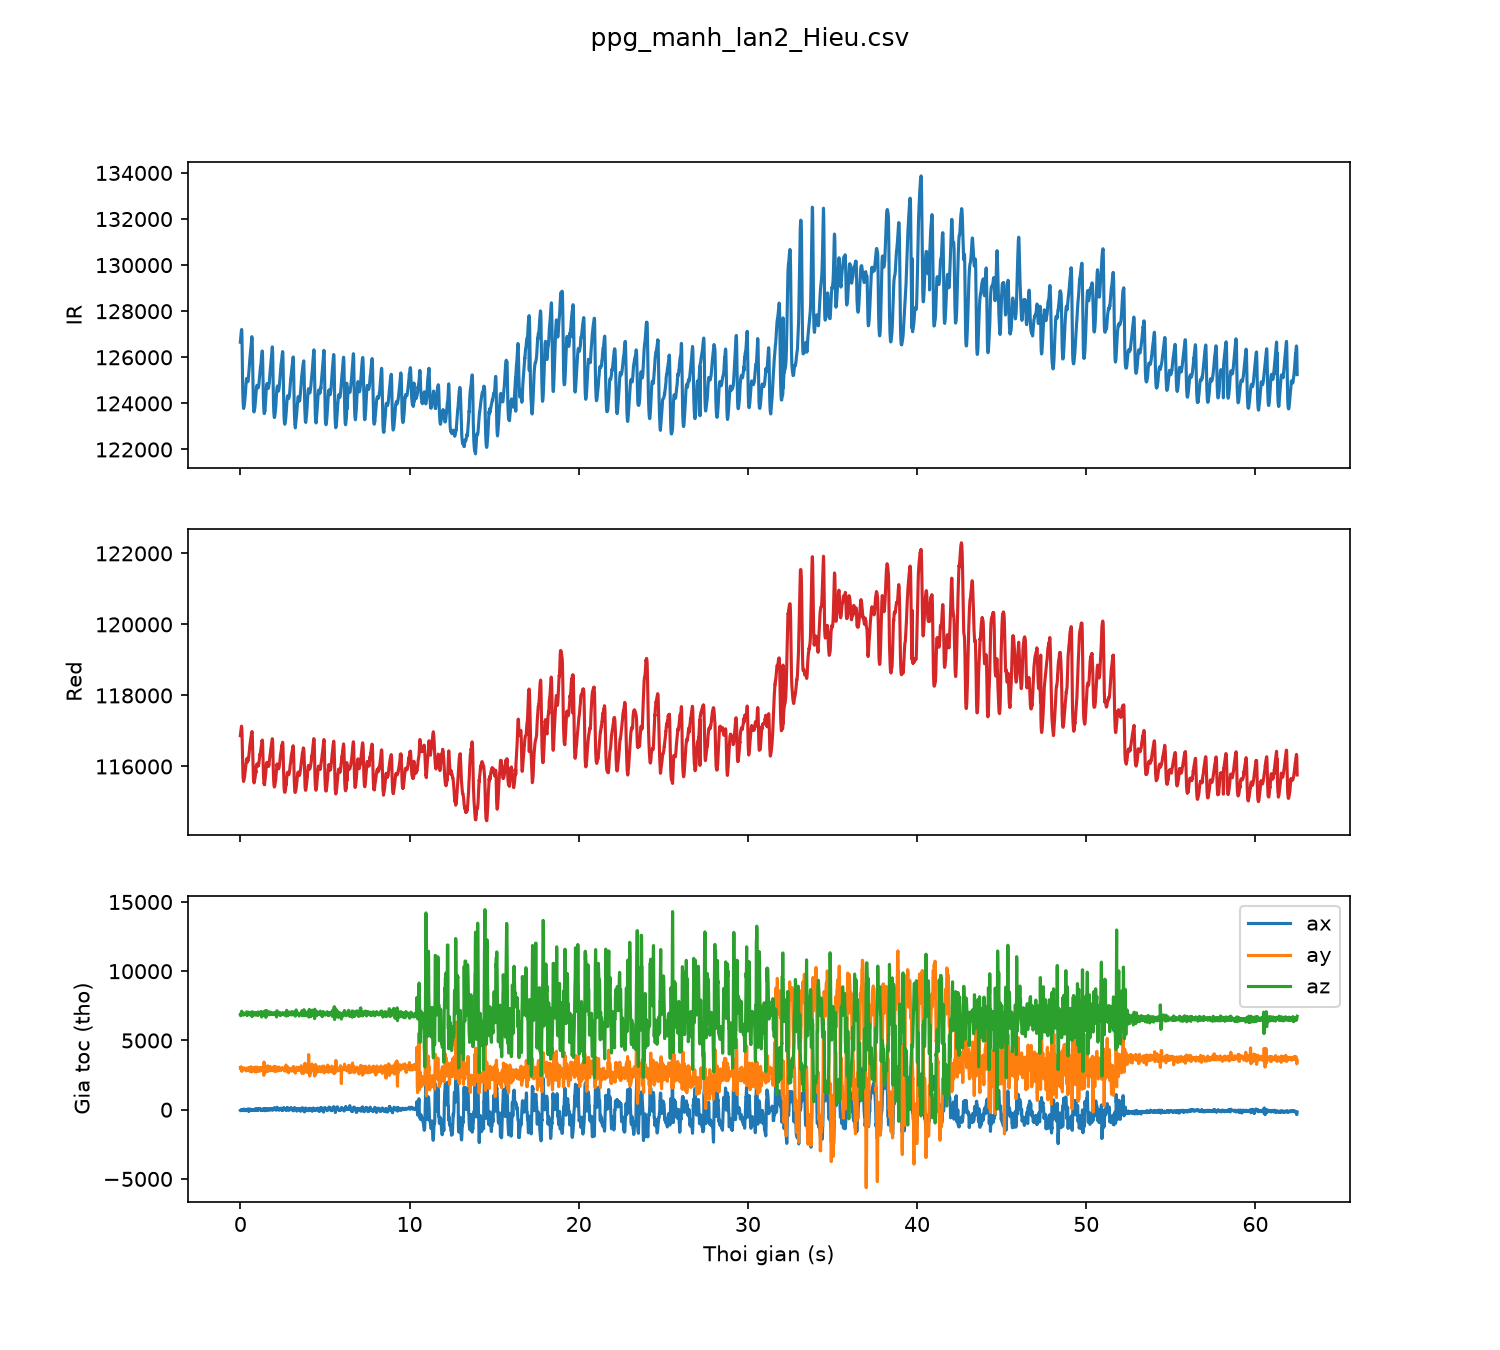 ppg_manh_lan2_Hieu.csv
134000
132000
130000
128000
126000
124000
122000
IR
122000
120000
118000
116000
Red
15000
10000
5000
0
−5000
Gia toc (tho)
ax
ay
az
0 10 20 30 40 50 60
Thoi gian (s)